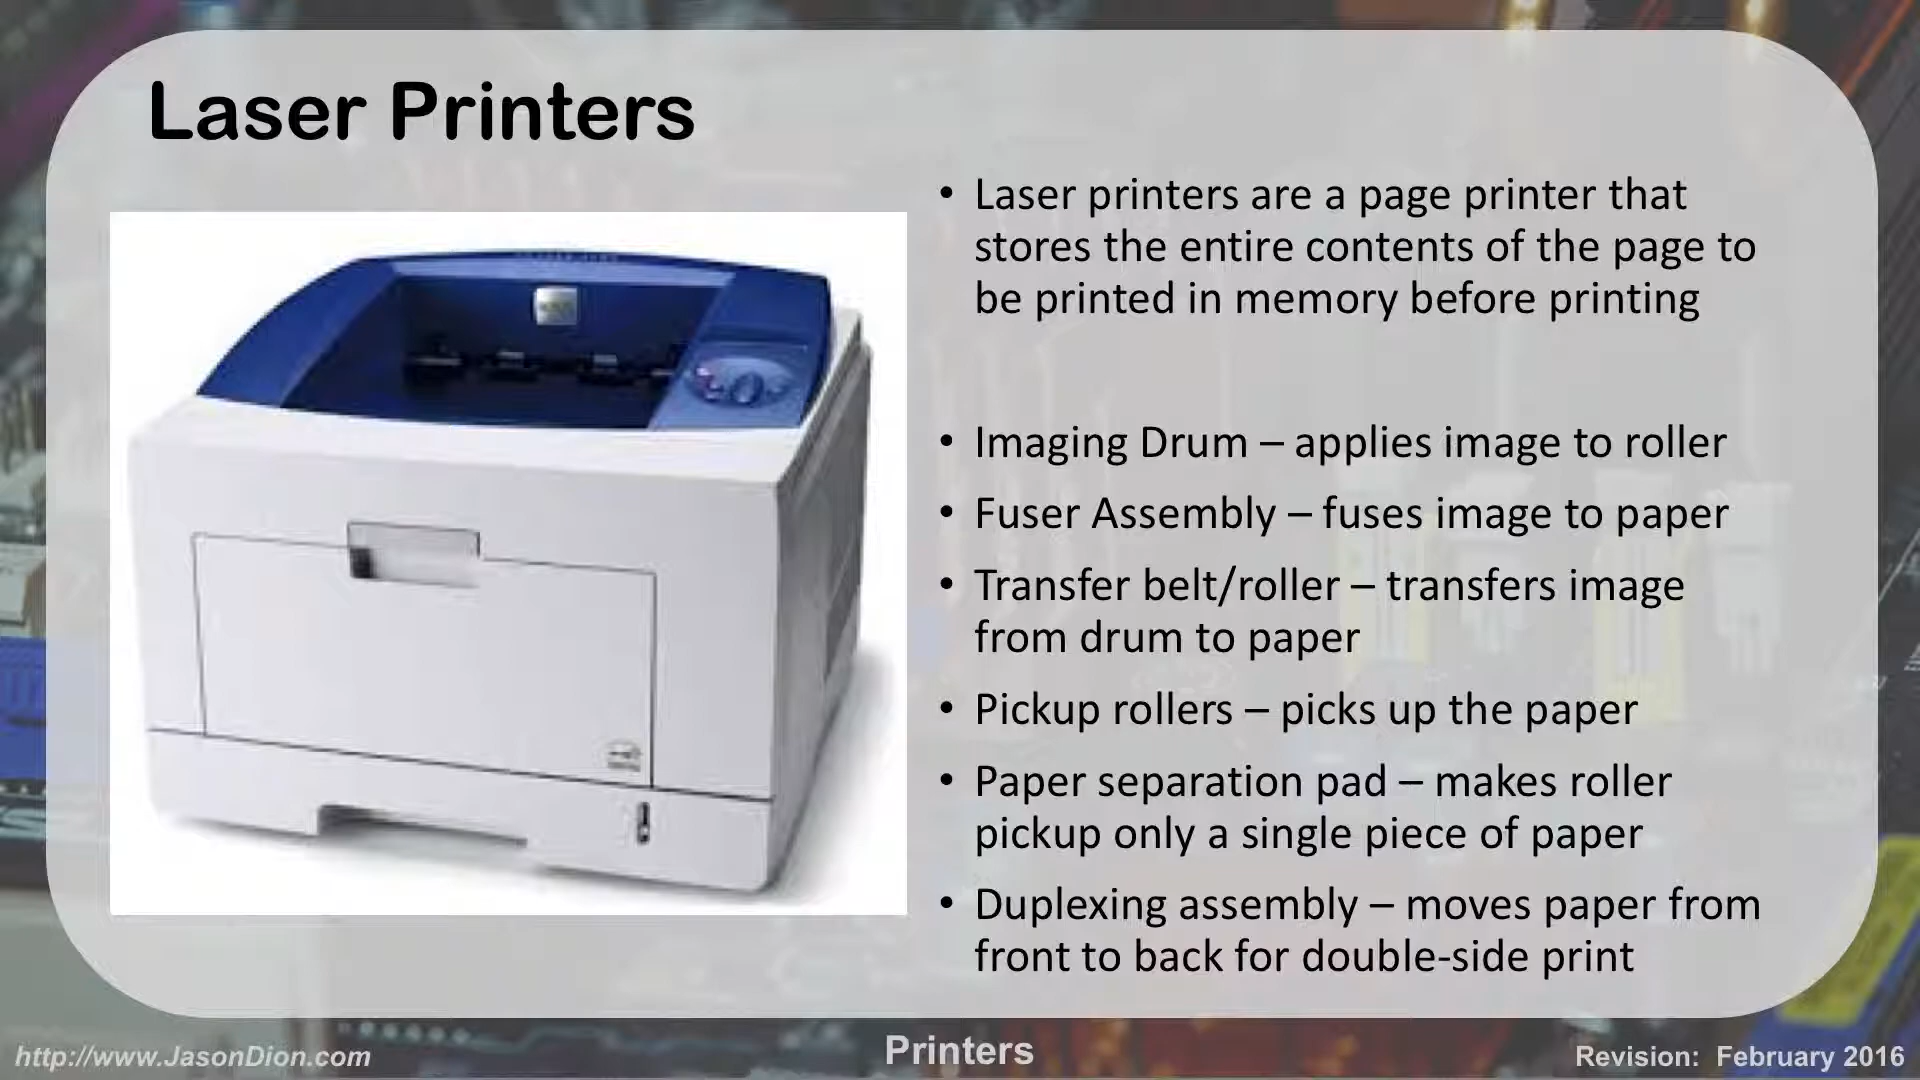 Laser Printers
• Laser printers are a page printer that
stores the entire contents of the page to
be printed in memory before printing
• Imaging Drum – applies image to roller
• Fuser Assembly – fuses image to paper
• Transfer belt/roller – transfers image
from drum to paper
• Pickup rollers – picks up the paper
• Paper separation pad – makes roller
pickup only a single piece of paper
• Duplexing assembly – moves paper from
front to back for double-side print
http://www.JasonDion.com
Printers
Revision: February 2016